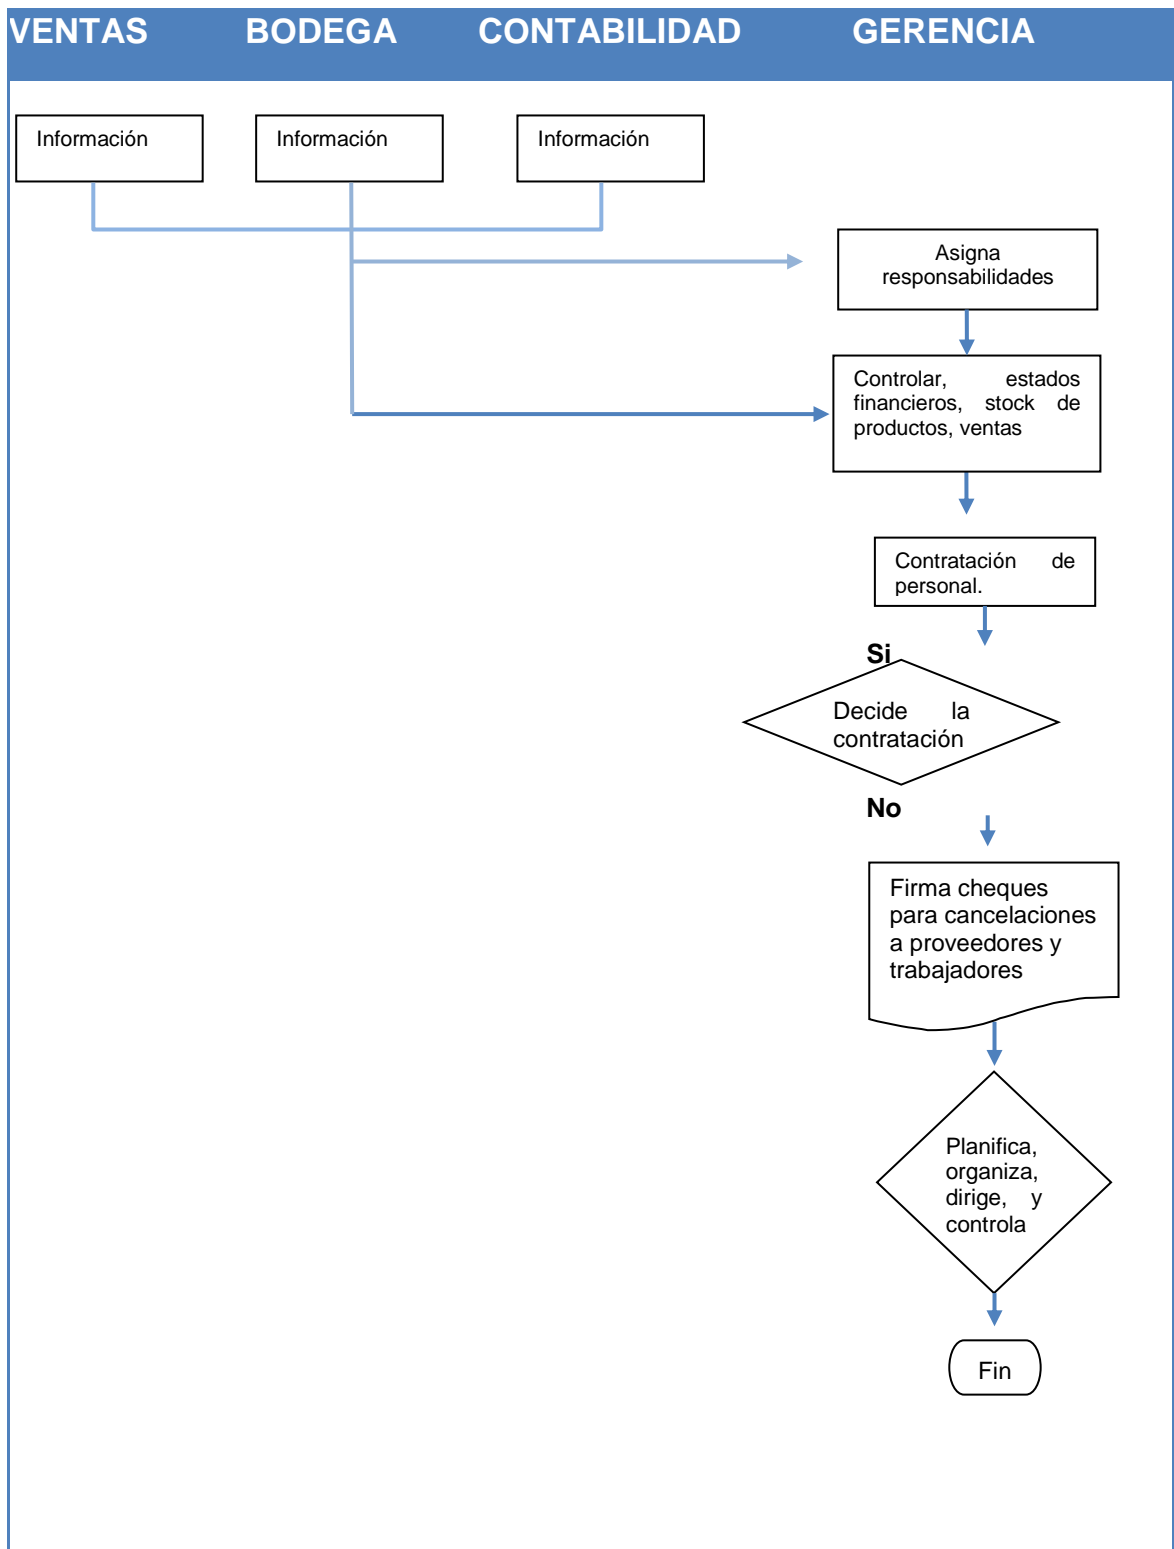 VENTAS BODEGA CONTABILIDAD GERENCIA
Información Información Información
Asigna
responsabilidades
Controlar, estados
financieros, stock de
productos, ventas
Contratación de
personal.
Si
Decide la
contratación
No
Firma cheques
para cancelaciones
a proveedores y
trabajadores
Planifica,
organiza,
dirige, y
controla
Fin